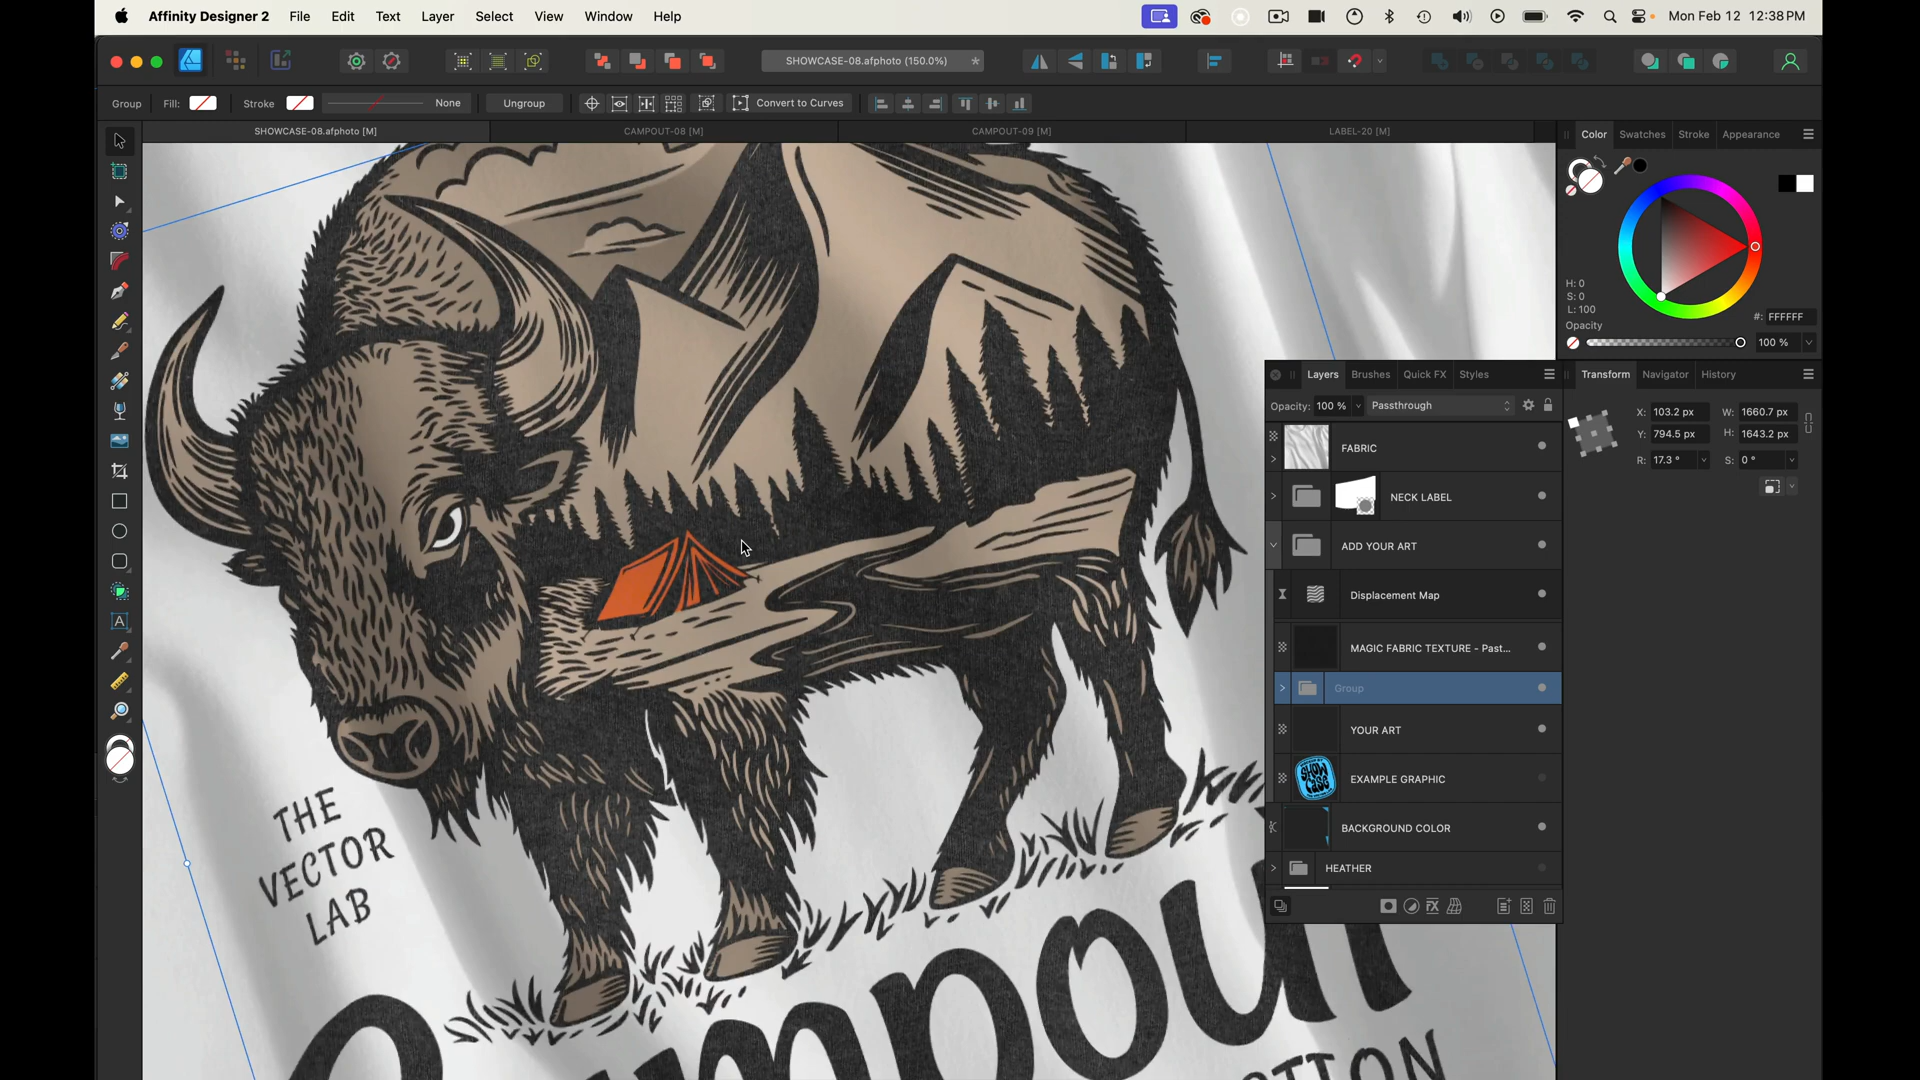 Affinity Designer 2 File Edit Text Layer Select View Window Help Mon Feb 12 12:38 PM
SHOWCASE-08.afphoto (150.0%) *
Group Fill: Stroke None Ungroup Convert to Curves
SHOWCASE-08.afphoto [M] CAMPOUT-08 [M] CAMPOUT-09 [M] LABEL-20 [M]
Color Swatches Stroke Appearance
H: 0
S: 0
L: 100
#: FFFFFF
Opacity
100 %
Layers Brushes Quick FX Styles
Opacity: 100 % Passthrough
FABRIC
NECK LABEL
ADD YOUR ART
Displacement Map
MAGIC FABRIC TEXTURE - Past...
Group
YOUR ART
SHOW CASE
EXAMPLE GRAPHIC
BACKGROUND COLOR
HEATHER
Transform Navigator History
X: 103.2 px W: 1660.7 px
Y: 794.5 px H: 1643.2 px
R: 17.3 ° S: 0 °
A
THE
VECTOR
LAB
Campout